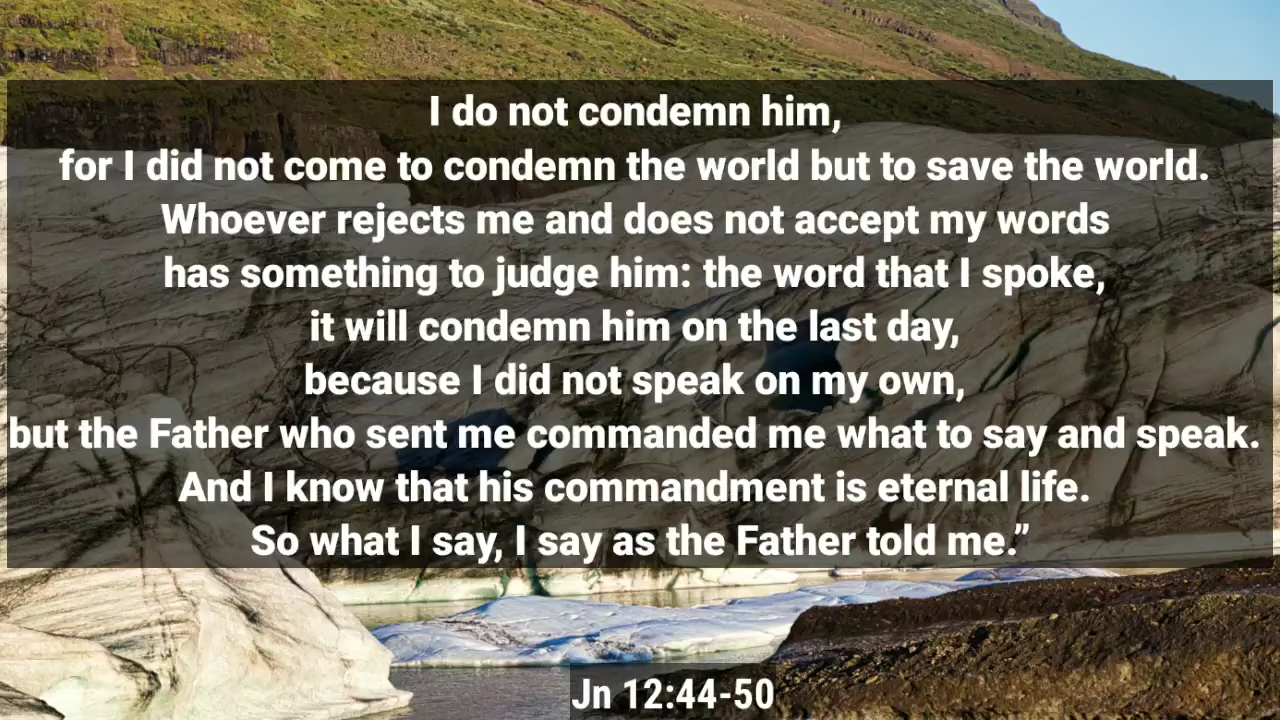 I do not condemn him,
for I did not come to condemn the world but to save the world.
Whoever rejects me and does not accept my words
has something to judge him: the word that I spoke,
it will condemn him on the last day,
because I did not speak on my own,
but the Father who sent me commanded me what to say and speak.
And I know that his commandment is eternal life.
So what I say, I say as the Father told me.”
Jn 12:44-50